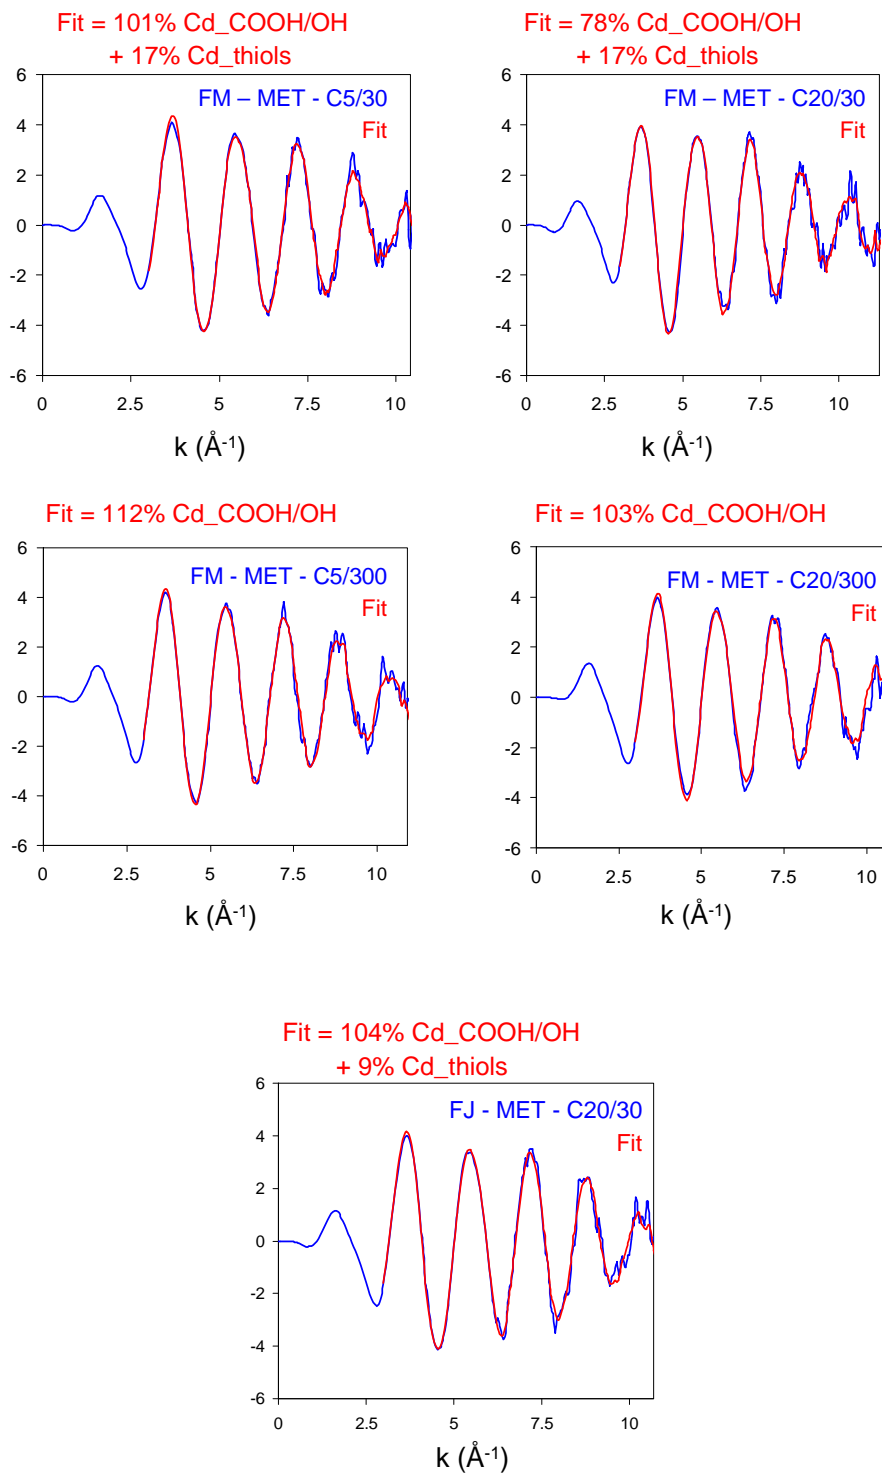 Fit = 101% Cd_COOH/OH
+ 17% Cd_thiols
FM – MET - C5/30
Fit
6
4
2
0
-2
-4
-6
0 2.5 5 7.5 10
k (Å-1)
Fit = 78% Cd_COOH/OH
+ 17% Cd_thiols
FM – MET - C20/30
Fit
6
4
2
0
-2
-4
-6
0 2.5 5 7.5 10
k (Å-1)
Fit = 112% Cd_COOH/OH
FM - MET - C5/300
Fit
6
4
2
0
-2
-4
-6
0 2.5 5 7.5 10
k (Å-1)
Fit = 103% Cd_COOH/OH
FM - MET - C20/300
Fit
6
4
2
0
-2
-4
-6
0 2.5 5 7.5 10
k (Å-1)
Fit = 104% Cd_COOH/OH
+ 9% Cd_thiols
FJ - MET - C20/30
Fit
6
4
2
0
-2
-4
-6
0 2.5 5 7.5 10
k (Å-1)